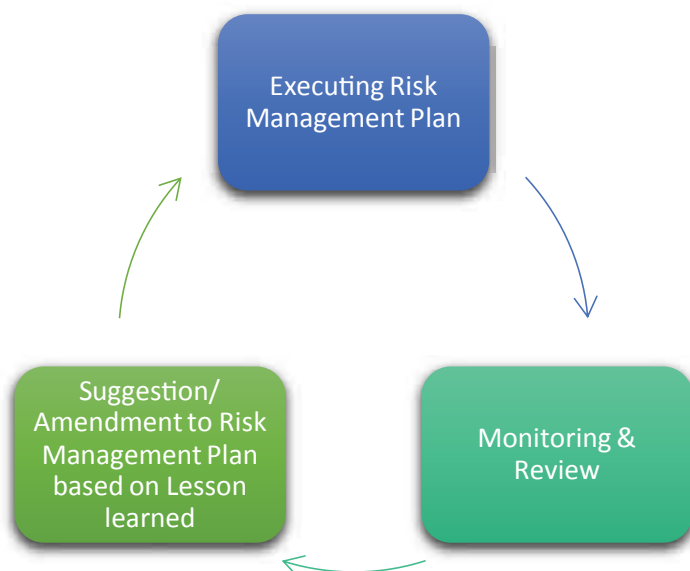 Executing Risk
Management Plan
Monitoring &
Review
Suggestion/
Amendment to Risk
Management Plan
based on Lesson
learned